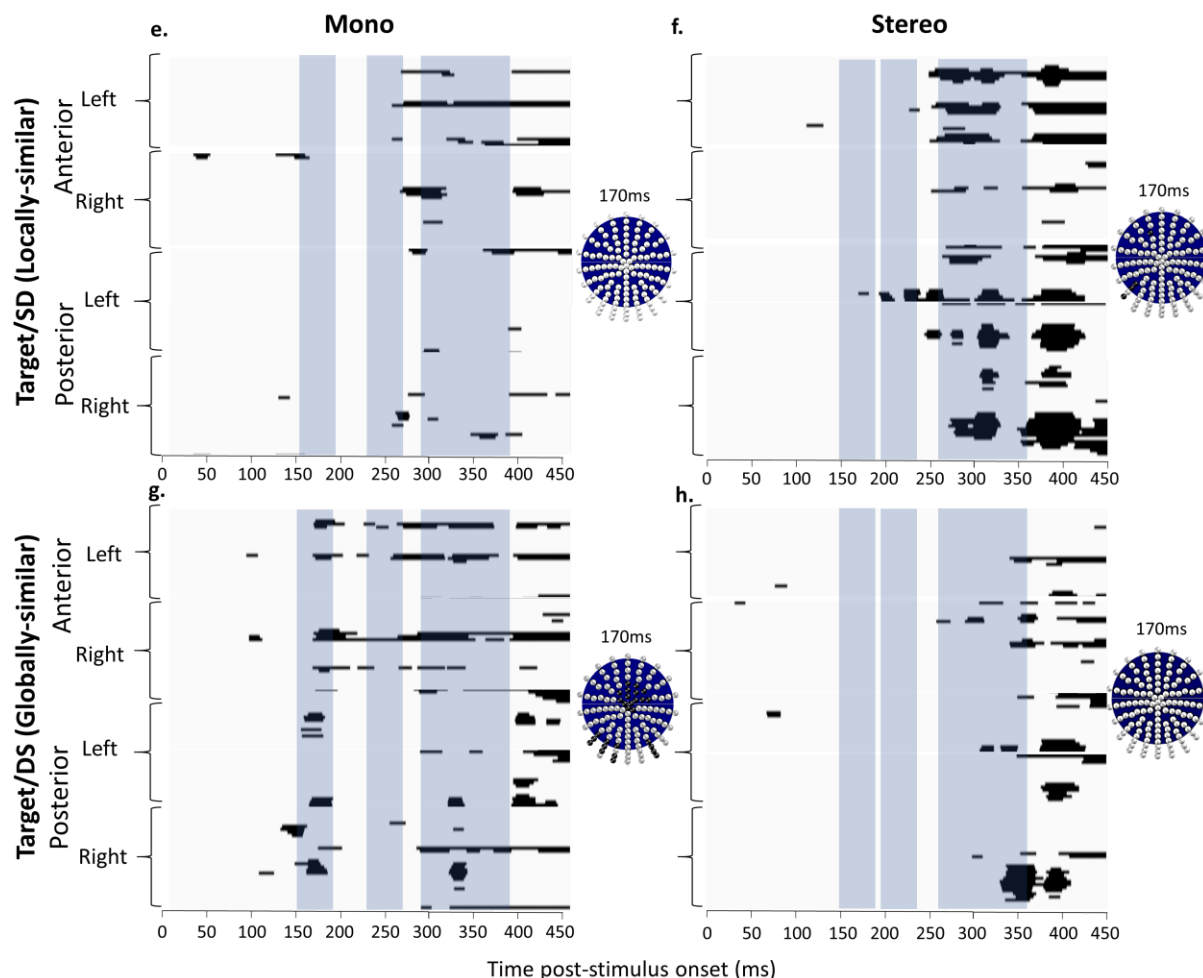 Mono
Stereo
e.
f.
Target/SD (Locally-similar)
Anterior
Left
Right
Posterior
Left
Right
170ms
170ms
0 50 100 150 200 250 300 350 400 450
0 50 100 150 200 250 300 350 400 450
g.
h.
Target/DS (Globally-similar)
Anterior
Left
Right
Posterior
Left
Right
170ms
170ms
0 50 100 150 200 250 300 350 400 450
0 50 100 150 200 250 300 350 400 450
Time post-stimulus onset (ms)